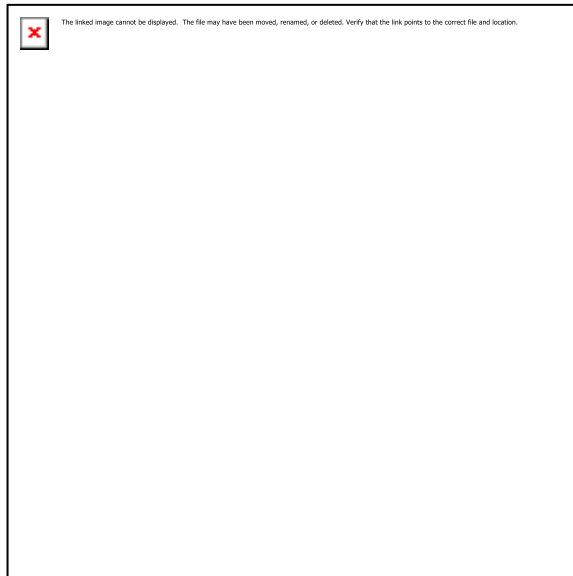 The linked image cannot be displayed.  The file may have been moved, renamed, or deleted. Verify that the link points to the correct file and location.